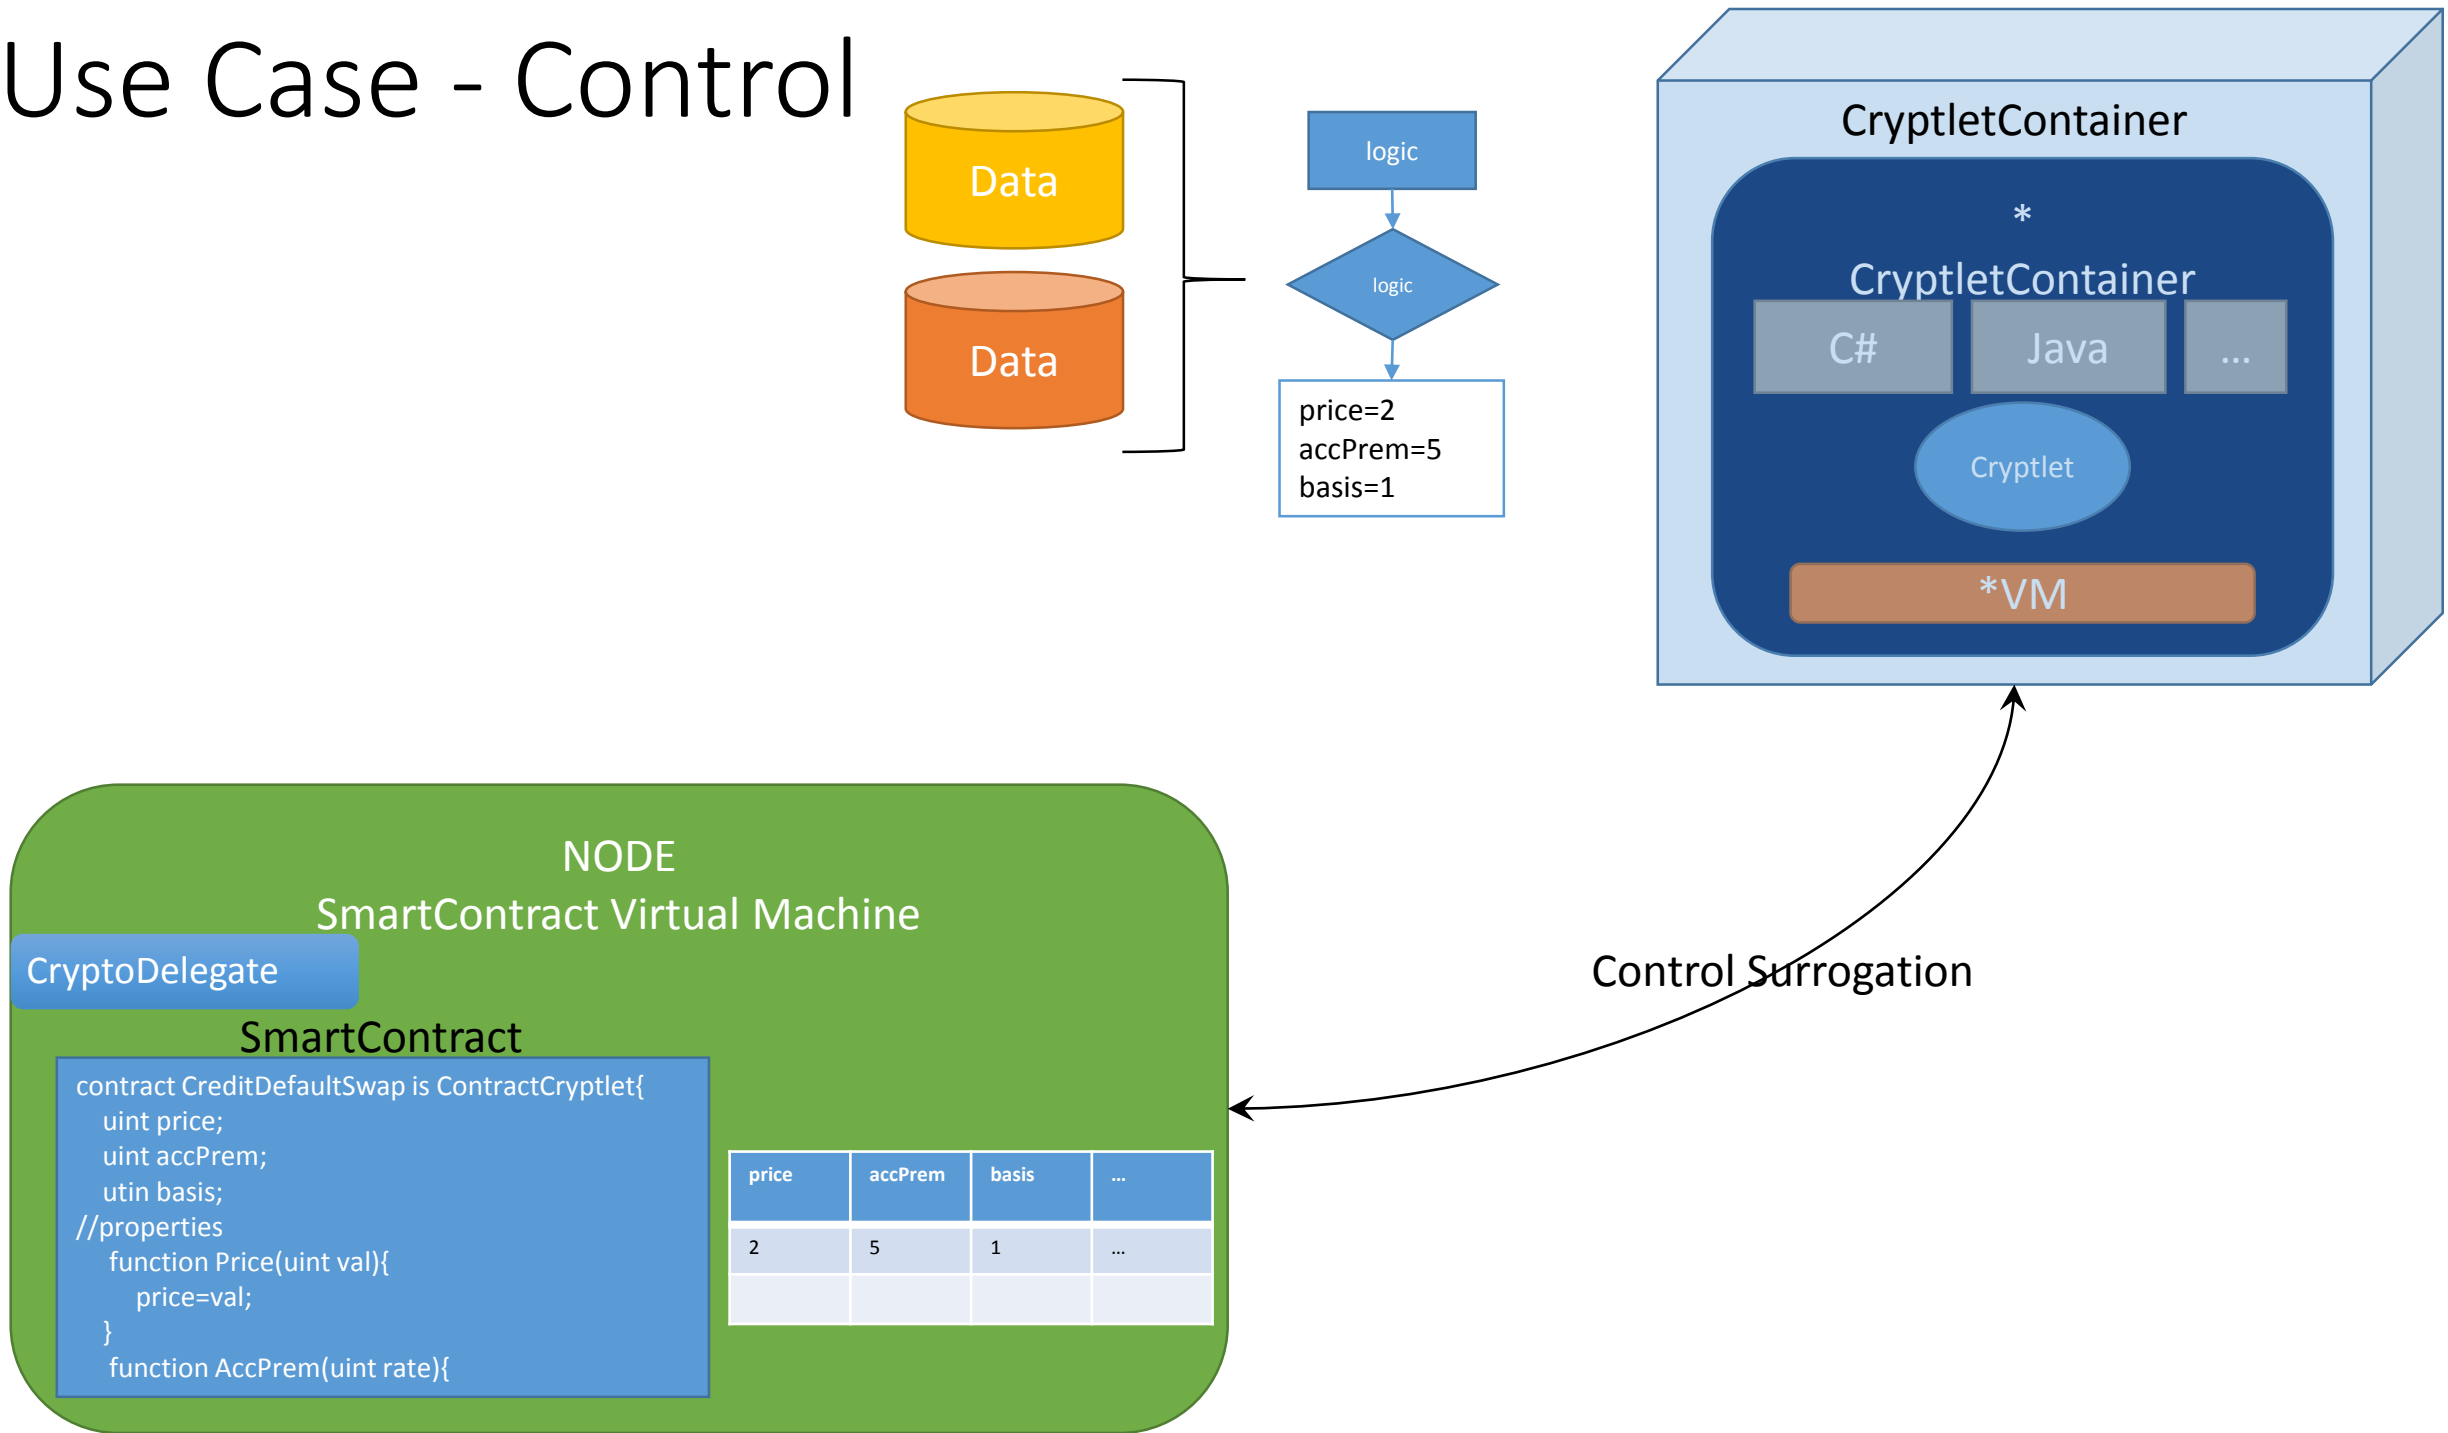 Use Case - Control
Data
Data
logic
logic
price=2
accPrem=5
basis=1
CryptletContainer
*
CryptletContainer
C#
Java
...
Cryptlet
*VM
Control Surrogation
NODE
SmartContract Virtual Machine
CryptoDelegate
SmartContract
contract CreditDefaultSwap is ContractCryptlet{
uint price;
uint accPrem;
utin basis;
//properties
function Price(uint val){
price=val;
}
function AccPrem(uint rate){
price accPrem basis ...
2 5 1 ...